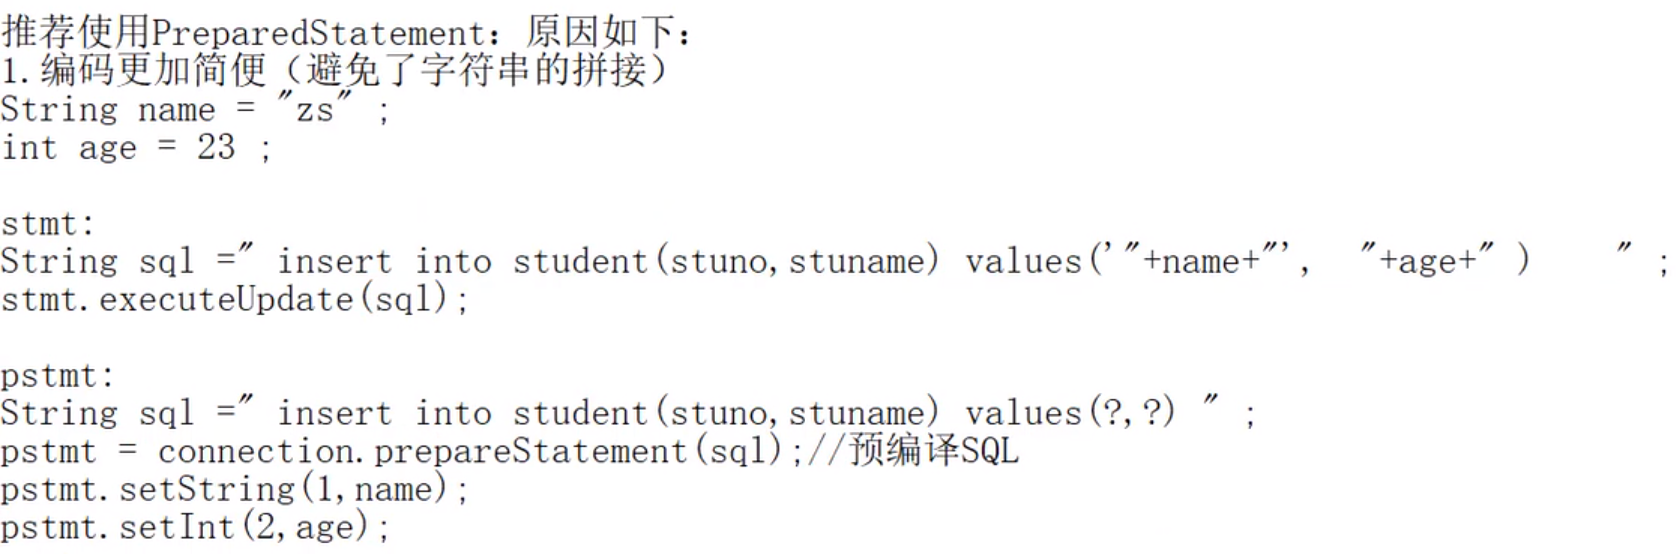 推荐使用PreparedStatement：原因如下：
1.编码更加简便（避免了字符串的拼接）
String name = "zs" ;
int age = 23 ;
stmt:
String sql =" insert into student(stuno,stuname) values('"+name+"',  "+age+" )    " ;
stmt.executeUpdate(sql);
pstmt:
String sql =" insert into student(stuno,stuname) values(?,?) " ;
pstmt = connection.prepareStatement(sql);//预编译SQL
pstmt.setString(1,name);
pstmt.setInt(2,age);